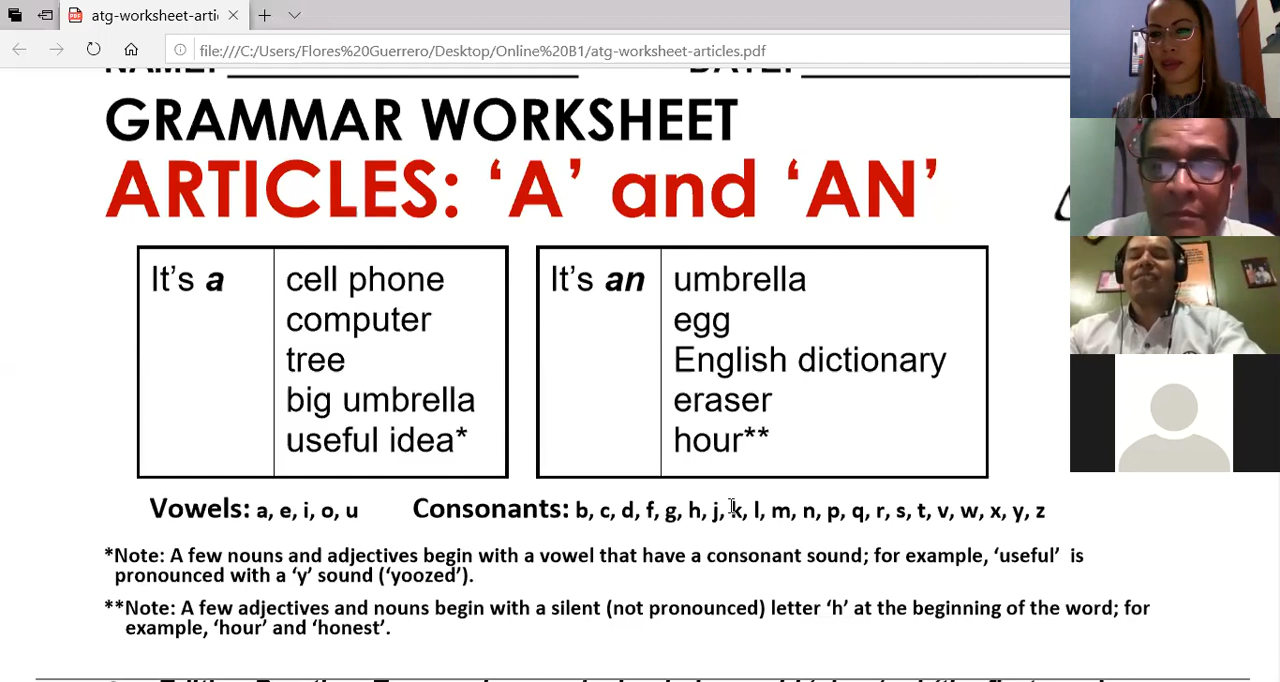 atg-worksheet-arti
file:///C:/Users/Flores%20Guerrero/Desktop/Online%20B1/atg-worksheet-articles.pdf
NAME: DATE:
GRAMMAR WORKSHEET
ARTICLES: ‘A’ and ‘AN’
It’s a cell phone
computer
tree
big umbrella
useful idea*
It’s an umbrella
egg
English dictionary
eraser
hour**
Vowels: a, e, i, o, u Consonants: b, c, d, f, g, h, j, k, l, m, n, p, q, r, s, t, v, w, x, y, z
*Note: A few nouns and adjectives begin with a vowel that have a consonant sound; for example, ‘useful’ is
pronounced with a ‘y’ sound (‘yoozed’).
**Note: A few adjectives and nouns begin with a silent (not pronounced) letter ‘h’ at the beginning of the word; for
example, ‘hour’ and ‘honest’.